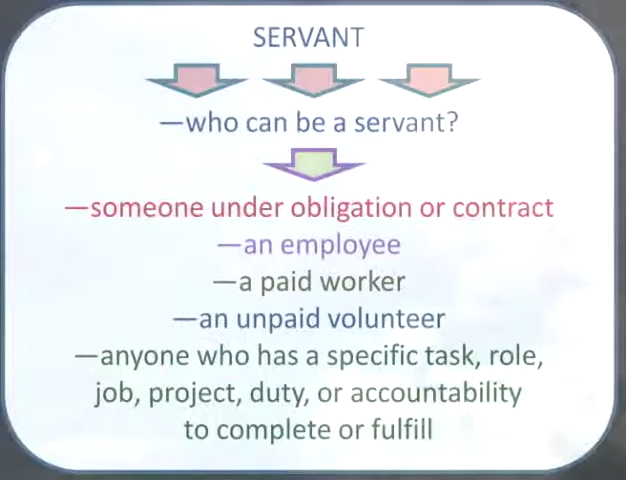 SERVANT
—who can be a servant?
—someone under obligation or contract
—an employee
—a paid worker
—an unpaid volunteer
—anyone who has a specific task, role,
job, project, duty, or accountability
to complete or fulfill